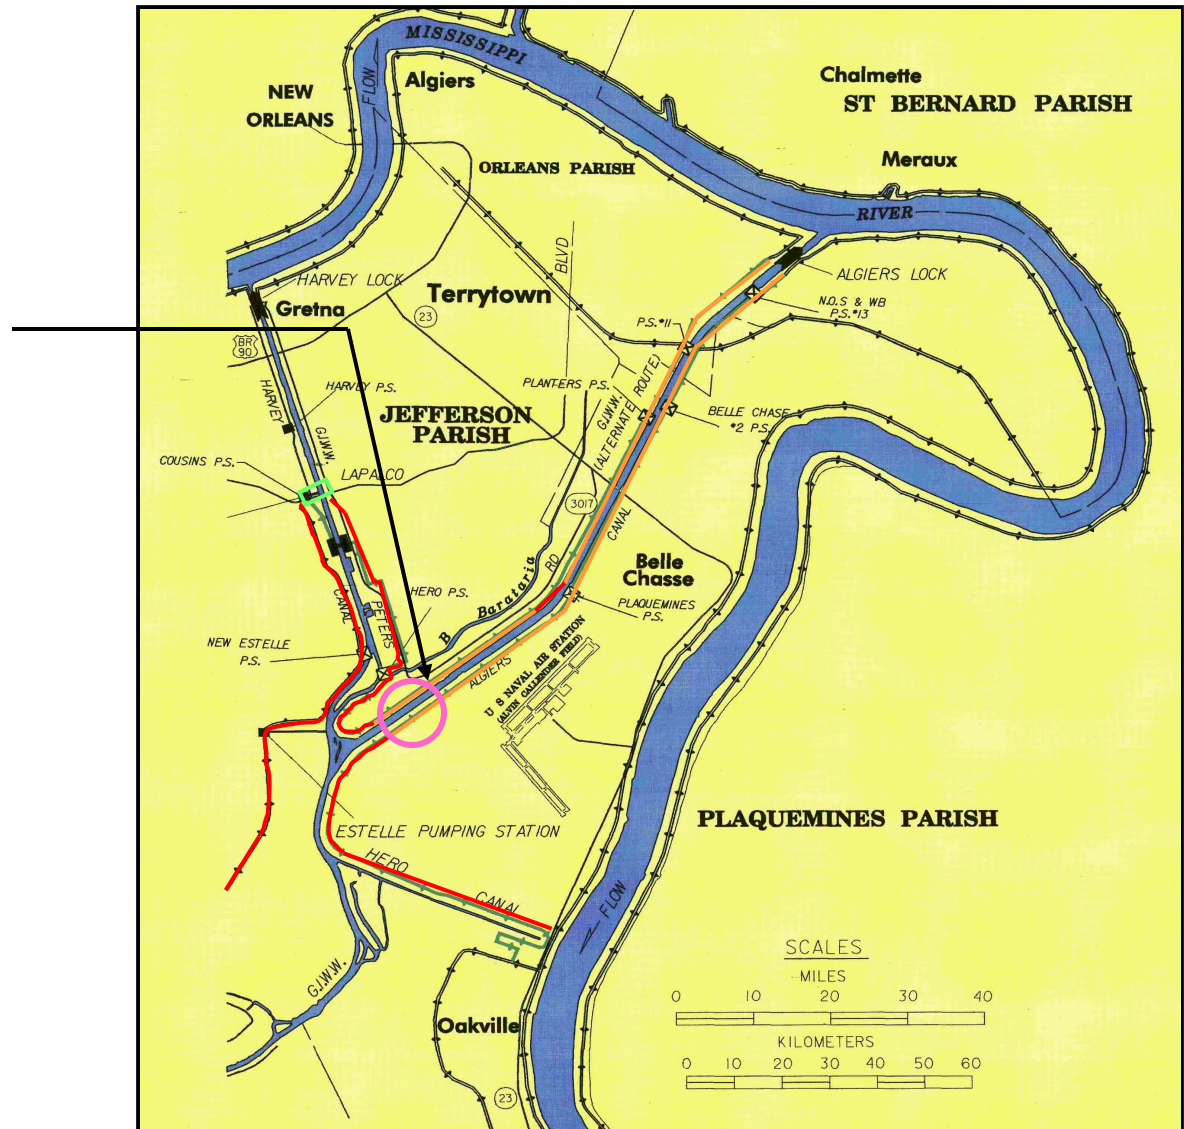 MISSISSIPPI
FLOW
Algiers
NEW
ORLEANS
Chalmette
ST BERNARD PARISH
Meraux
ORLEANS PARISH
RIVER
BLVD
ALGIERS LOCK
HARVEY LOCK
Gretna
Terrytown
23
N.O.S & WB
P.S.#13
P.S.#11
BR
90
HARVEY
HARVEY P.S.
G.I.W.W.
PLANTERS P.S.
G.I.W.W.
(ALTERNATE ROUTE)
JEFFERSON
PARISH
BELLE CHASE
#2 P.S.
COUSINS P.S.
LAPALCO
3017
CANAL
RD
Belle
Chasse
B Barataria
HERO P.S.
CANAL
PETERS
PLAQUEMINES
P.S.
NEW ESTELLE
P.S.
ALGIERS
U S NAVAL AIR STATION
(ALVIN CALLENDER FIELD)
PLAQUEMINES PARISH
ESTELLE PUMPING STATION
HERO
CANAL
FLOW
G.I.W.W.
Oakville
23
SCALES
MILES
0 10 20 30 40
KILOMETERS
0 10 20 30 40 50 60